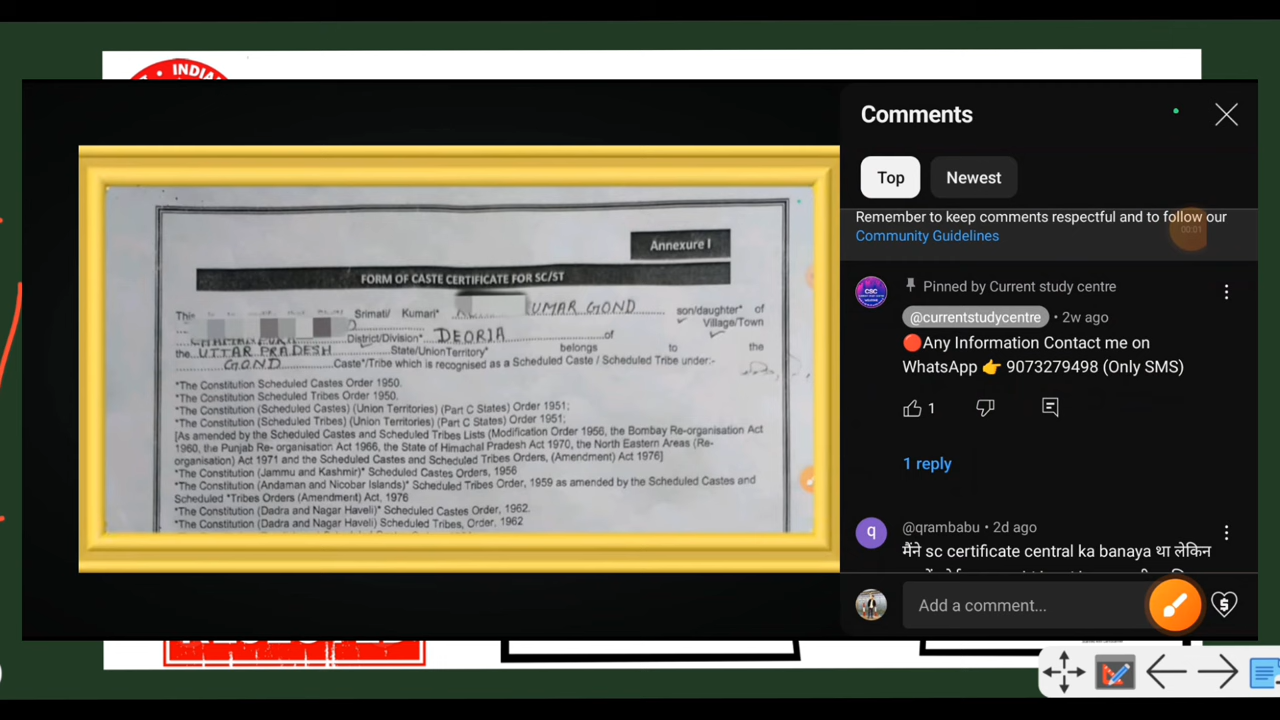 INDIA
Annexure I
FORM OF CASTE CERTIFICATE FOR SC/ST
This Srimati/ Kumari* UMAR GOND son/daughter* of
District/Division* DEORIA of Village/Town
the UTTAR PRADESH State/UnionTerritory* belongs to the
GOND Caste*/Tribe which is recognised as a Scheduled Caste / Scheduled Tribe under:-
*The Constitution Scheduled Castes Order 1950.
*The Constitution Scheduled Tribes Order 1950.
*The Constitution (Scheduled Castes) (Union Territories) (Part C States) Order 1951;
*The Constitution (Scheduled Tribes) (Union Territories) (Part C States) Order 1951;
[As amended by the Scheduled Castes and Scheduled Tribes Lists (Modification Order 1956, the Bombay Re-organisation Act
1960, the Punjab Re- organisation Act 1966, the State of Himachal Pradesh Act 1970, the North Eastern Areas (Re-
organisation) Act 1971 and the Scheduled Castes and Scheduled Tribes Orders, (Amendment) Act 1976]
*The Constitution (Jammu and Kashmir)* Scheduled Castes Orders, 1956
*The Constitution (Andaman and Nicobar Islands)* Scheduled Tribes Order, 1959 as amended by the Scheduled Castes and
Scheduled *Tribes Orders (Amendment) Act, 1976
*The Constitution (Dadra and Nagar Haveli)* Scheduled Castes Order, 1962.
*The Constitution (Dadra and Nagar Haveli) Scheduled Tribes, Order, 1962
Comments
Top Newest
Remember to keep comments respectful and to follow our
Community Guidelines
00:01
CSC
Pinned by Current study centre
@currentstudycentre • 2w ago
🔴Any Information Contact me on
WhatsApp 👉 9073279498 (Only SMS)
1
1 reply
q
@qrambabu • 2d ago
मैंने sc certificate central ka banaya था लेकिन
Add a comment...